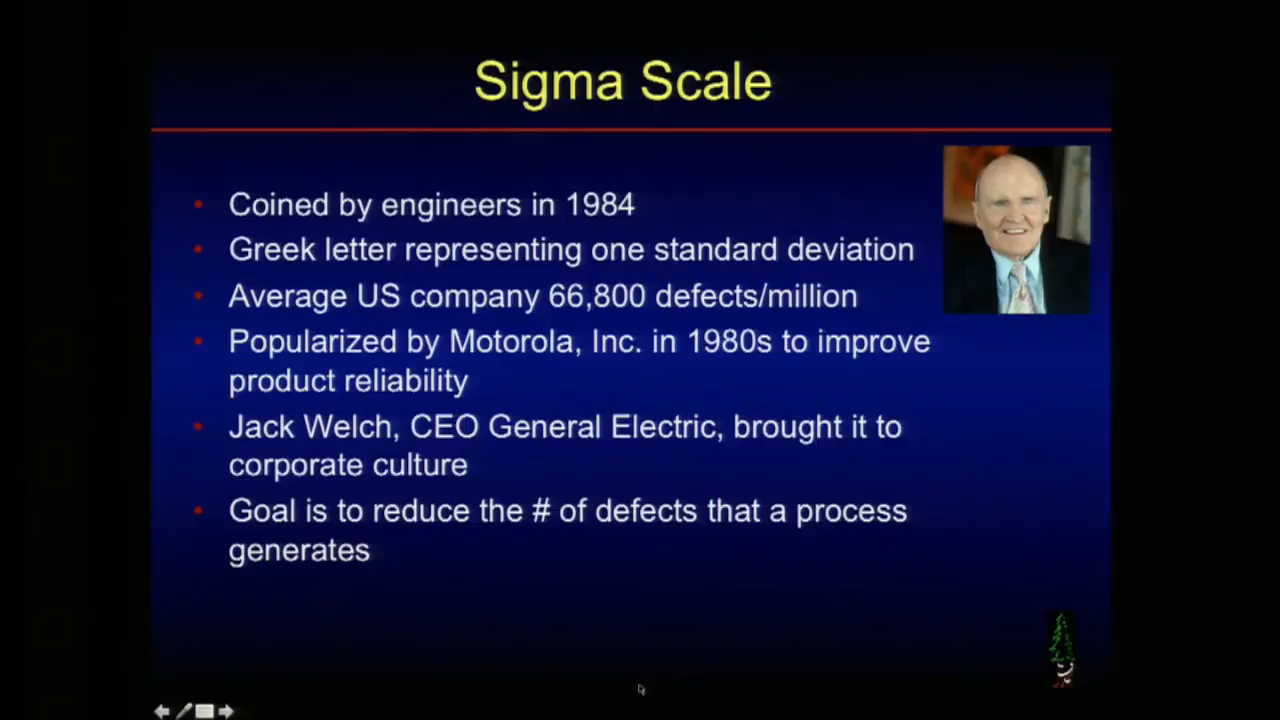 Sigma Scale
• Coined by engineers in 1984
• Greek letter representing one standard deviation
• Average US company 66,800 defects/million
• Popularized by Motorola, Inc. in 1980s to improve
product reliability
• Jack Welch, CEO General Electric, brought it to
corporate culture
• Goal is to reduce the # of defects that a process
generates